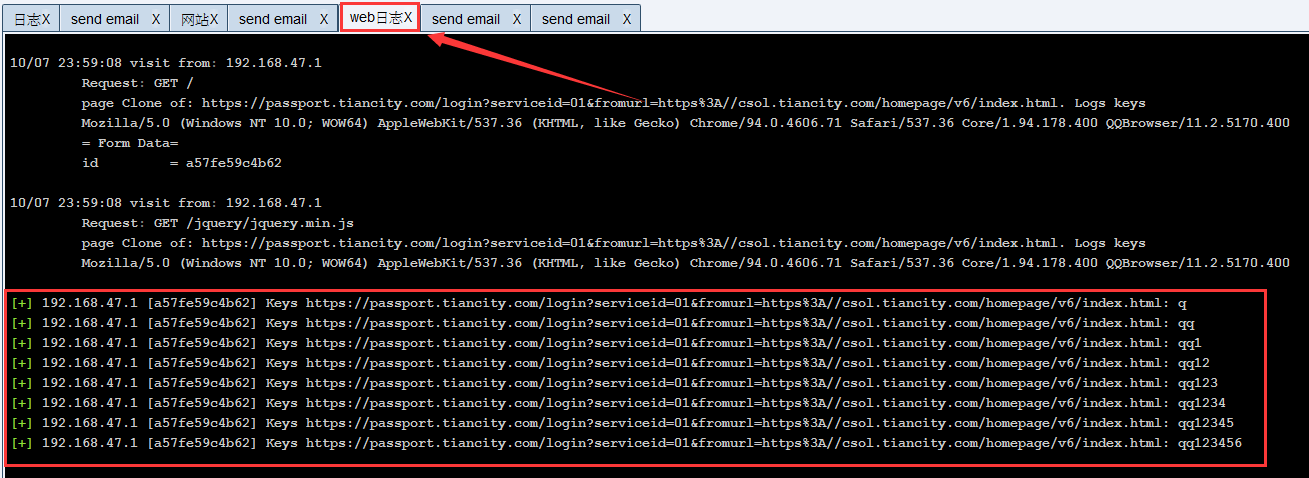 日志X send email X 网站X send email X web日志X send email X send email X
10/07 23:59:08 visit from: 192.168.47.1
Request: GET /
page Clone of: https://passport.tiancity.com/login?serviceid=01&fromurl=https%3A//csol.tiancity.com/homepage/v6/index.html. Logs keys
Mozilla/5.0 (Windows NT 10.0; WOW64) AppleWebKit/537.36 (KHTML, like Gecko) Chrome/94.0.4606.71 Safari/537.36 Core/1.94.178.400 QQBrowser/11.2.5170.400
= Form Data=
id = a57fe59c4b62
10/07 23:59:08 visit from: 192.168.47.1
Request: GET /jquery/jquery.min.js
page Clone of: https://passport.tiancity.com/login?serviceid=01&fromurl=https%3A//csol.tiancity.com/homepage/v6/index.html. Logs keys
Mozilla/5.0 (Windows NT 10.0; WOW64) AppleWebKit/537.36 (KHTML, like Gecko) Chrome/94.0.4606.71 Safari/537.36 Core/1.94.178.400 QQBrowser/11.2.5170.400
[+] 192.168.47.1 [a57fe59c4b62] Keys https://passport.tiancity.com/login?serviceid=01&fromurl=https%3A//csol.tiancity.com/homepage/v6/index.html: q
[+] 192.168.47.1 [a57fe59c4b62] Keys https://passport.tiancity.com/login?serviceid=01&fromurl=https%3A//csol.tiancity.com/homepage/v6/index.html: qq
[+] 192.168.47.1 [a57fe59c4b62] Keys https://passport.tiancity.com/login?serviceid=01&fromurl=https%3A//csol.tiancity.com/homepage/v6/index.html: qq1
[+] 192.168.47.1 [a57fe59c4b62] Keys https://passport.tiancity.com/login?serviceid=01&fromurl=https%3A//csol.tiancity.com/homepage/v6/index.html: qq12
[+] 192.168.47.1 [a57fe59c4b62] Keys https://passport.tiancity.com/login?serviceid=01&fromurl=https%3A//csol.tiancity.com/homepage/v6/index.html: qq123
[+] 192.168.47.1 [a57fe59c4b62] Keys https://passport.tiancity.com/login?serviceid=01&fromurl=https%3A//csol.tiancity.com/homepage/v6/index.html: qq1234
[+] 192.168.47.1 [a57fe59c4b62] Keys https://passport.tiancity.com/login?serviceid=01&fromurl=https%3A//csol.tiancity.com/homepage/v6/index.html: qq12345
[+] 192.168.47.1 [a57fe59c4b62] Keys https://passport.tiancity.com/login?serviceid=01&fromurl=https%3A//csol.tiancity.com/homepage/v6/index.html: qq123456